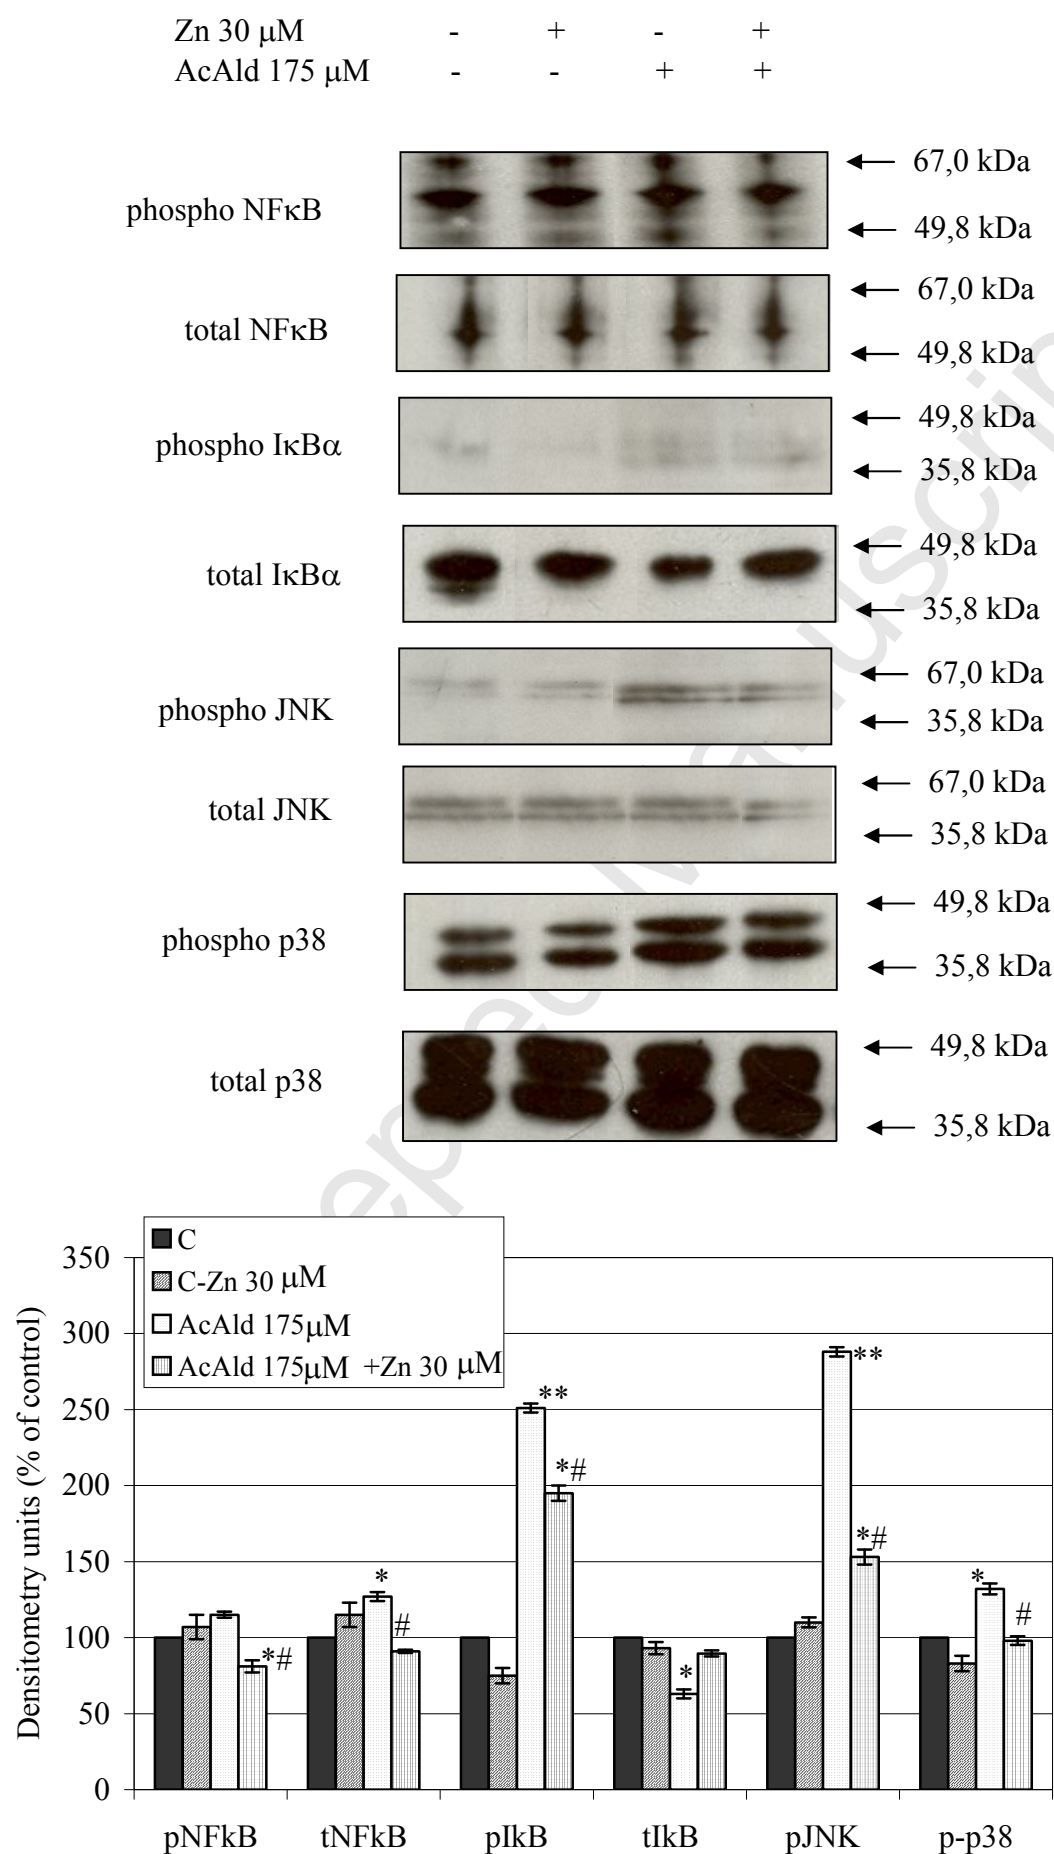 Zn 30 μM - + - +
AcAld 175 μM - - + +
67,0 kDa
phospho NFκB
49,8 kDa
67,0 kDa
total NFκB
49,8 kDa
49,8 kDa
phospho IκBα
35,8 kDa
49,8 kDa
total IκBα
35,8 kDa
67,0 kDa
phospho JNK
35,8 kDa
67,0 kDa
total JNK
35,8 kDa
49,8 kDa
phospho p38
35,8 kDa
49,8 kDa
total p38
35,8 kDa
C
C-Zn 30 μM
AcAld 175μM
AcAld 175μM +Zn 30 μM
Densitometry units (% of control)
350
300
250
200
150
100
50
0
*#
*
#
**
*#
*
**
*#
*
#
pNFkB tNFkB pIkB tIkB pJNK p-p38